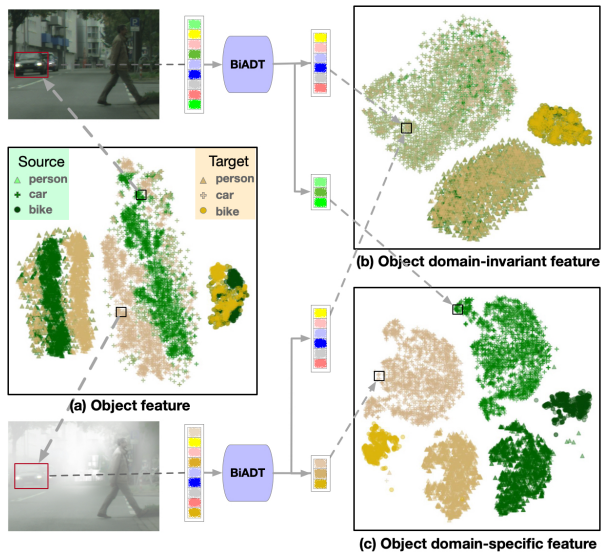 BiADT
Source
person
car
bike
Target
person
car
bike
(a) Object feature
(b) Object domain-invariant feature
BiADT
(c) Object domain-specific feature